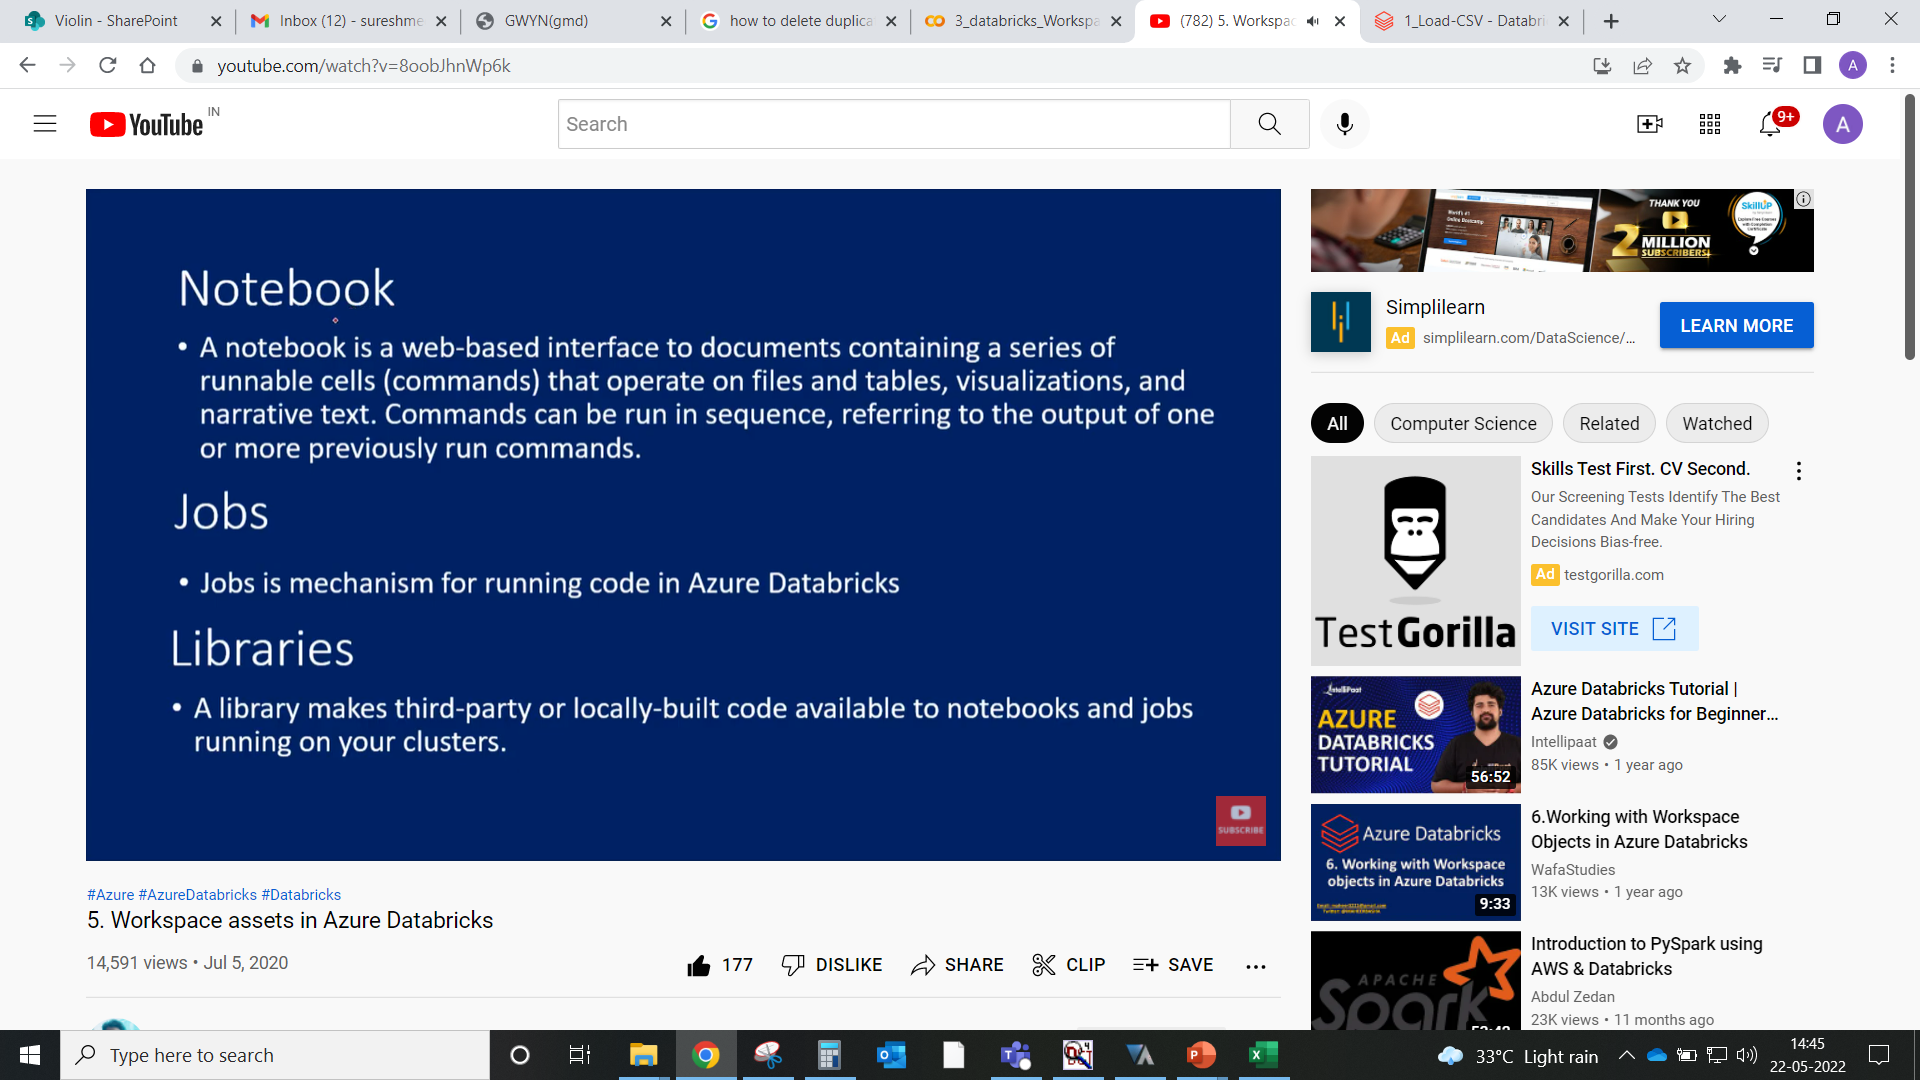 Violin - SharePoint
Inbox (12) - sureshme
GWYN(gmd)
how to delete duplica
3_databricks_Workspa
(782) 5. Workspac
1_Load-CSV - Databri
youtube.com/watch?v=8oobJhnWp6k
A
YouTube IN
Search
9+
A
Notebook
• A notebook is a web-based interface to documents containing a series of
runnable cells (commands) that operate on files and tables, visualizations, and
narrative text. Commands can be run in sequence, referring to the output of one
or more previously run commands.
Jobs
• Jobs is mechanism for running code in Azure Databricks
Libraries
• A library makes third-party or locally-built code available to notebooks and jobs
running on your clusters.
SUBSCRIBE
#Azure #AzureDatabricks #Databricks
5. Workspace assets in Azure Databricks
14,591 views • Jul 5, 2020
177
DISLIKE
SHARE
CLIP
SAVE
THANK YOU
2 MILLION
SUBSCRIBERS!
SkillUP
Simplilearn
Ad simplilearn.com/DataScience/...
LEARN MORE
All
Computer Science
Related
Watched
TestGorilla
Skills Test First. CV Second.
Our Screening Tests Identify The Best
Candidates And Make Your Hiring
Decisions Bias-free.
Ad testgorilla.com
VISIT SITE
IntelliPaat
AZURE
DATABRICKS
TUTORIAL
56:52
Azure Databricks Tutorial |
Azure Databricks for Beginner...
Intellipaat
85K views • 1 year ago
Azure Databricks
6. Working with Workspace
objects in Azure Databricks
9:33
6.Working with Workspace
Objects in Azure Databricks
WafaStudies
13K views • 1 year ago
APACHE
Spark
Introduction to PySpark using
AWS & Databricks
Abdul Zedan
23K views • 11 months ago
Type here to search
33°C Light rain
14:45
22-05-2022